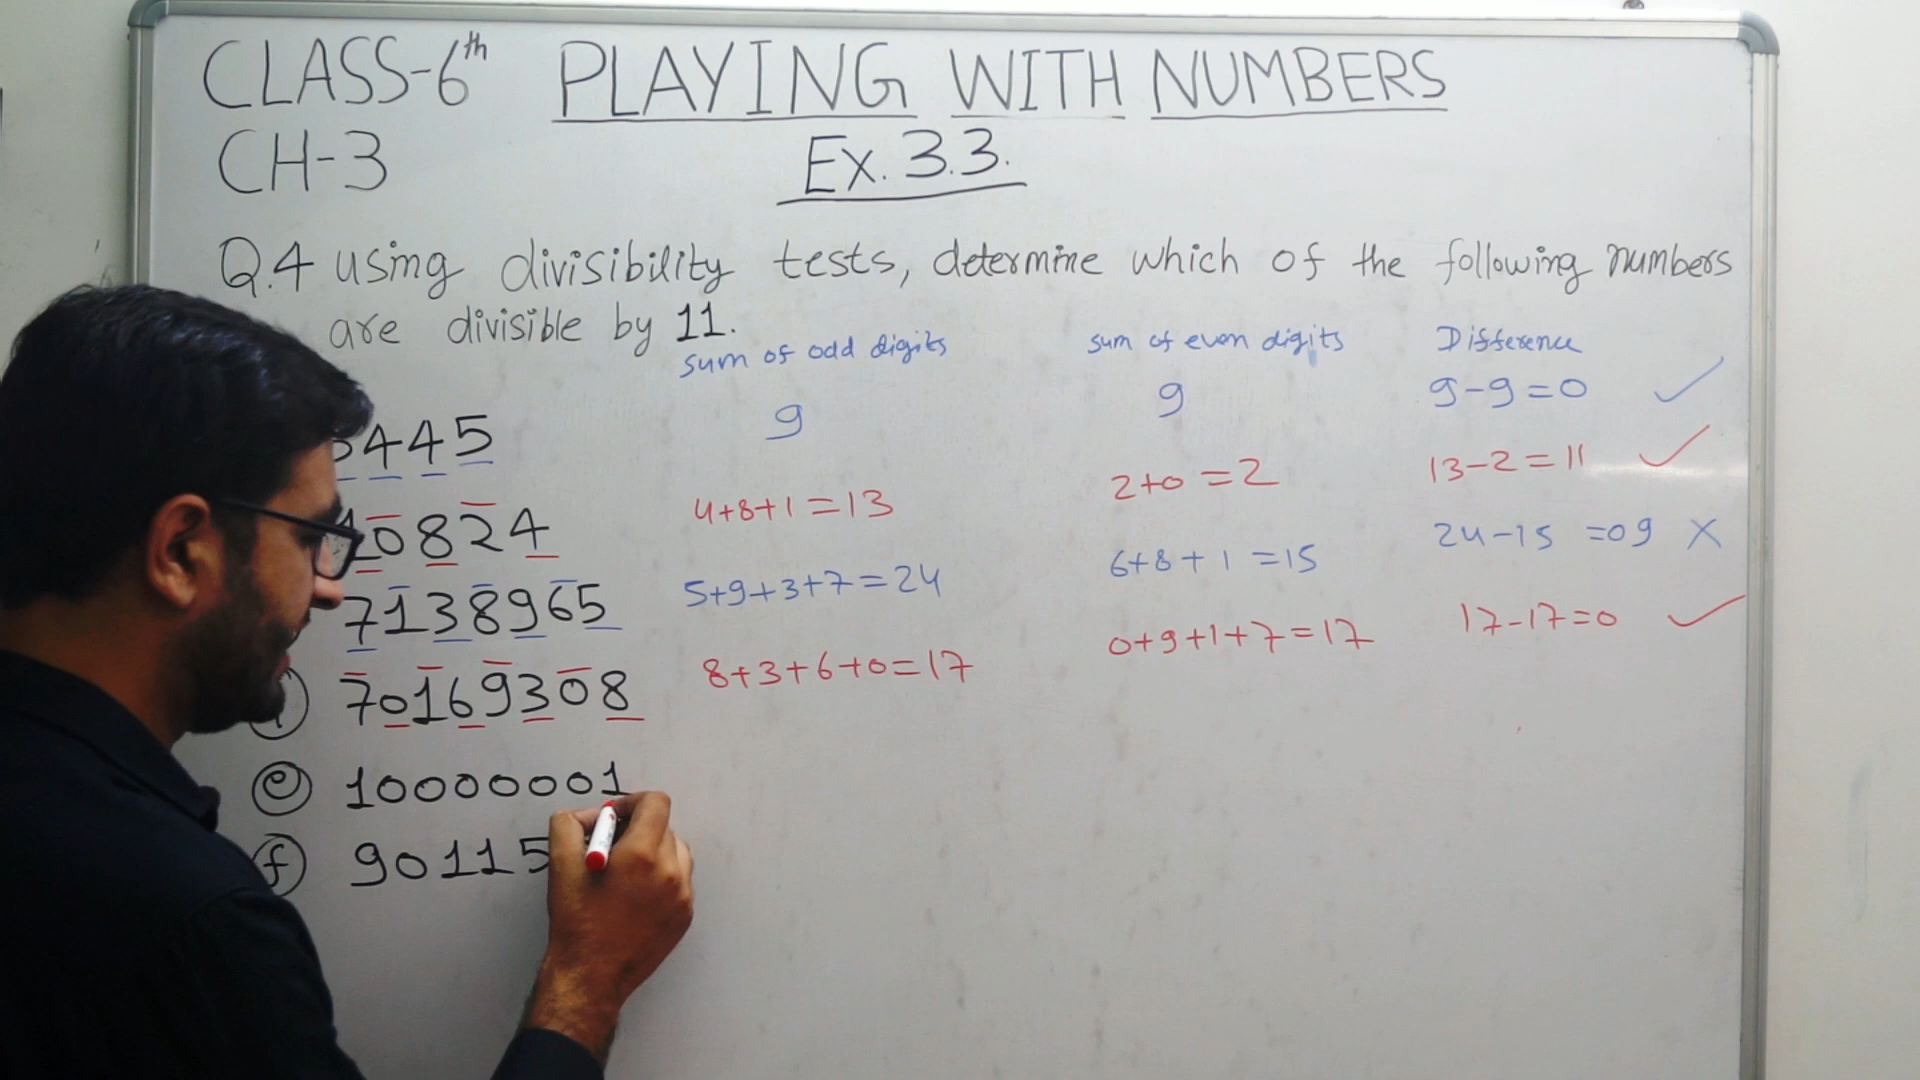 CLASS-6th PLAYING WITH NUMBERS
CH-3 Ex. 3.3.
Q.4 using divisibility tests, determine which of the following numbers
are divisible by 11.
sum of odd digits sum of even digits Difference
445 9 9 9-9=0 ✓
10824 4+8+1=13 2+0=2 13-2=11 ✓
7138965 5+9+3+7=24 6+8+1=15 24-15=09 X
70169308 8+3+6+0=17 0+9+1+7=17 17-17=0 ✓
(e) 10000001
(f) 90115